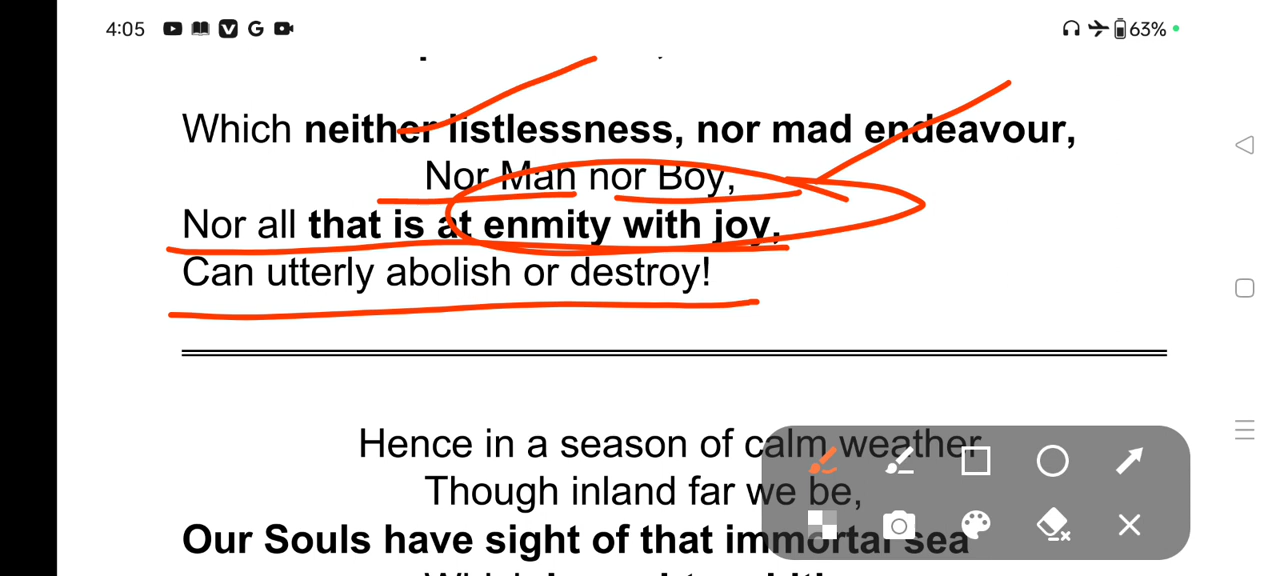 4:05 63%
Which neither listlessness, nor mad endeavour,
Nor Man nor Boy,
Nor all that is at enmity with joy,
Can utterly abolish or destroy!
Hence in a season of calm weather
Though inland far we be,
Our Souls have sight of that immortal sea